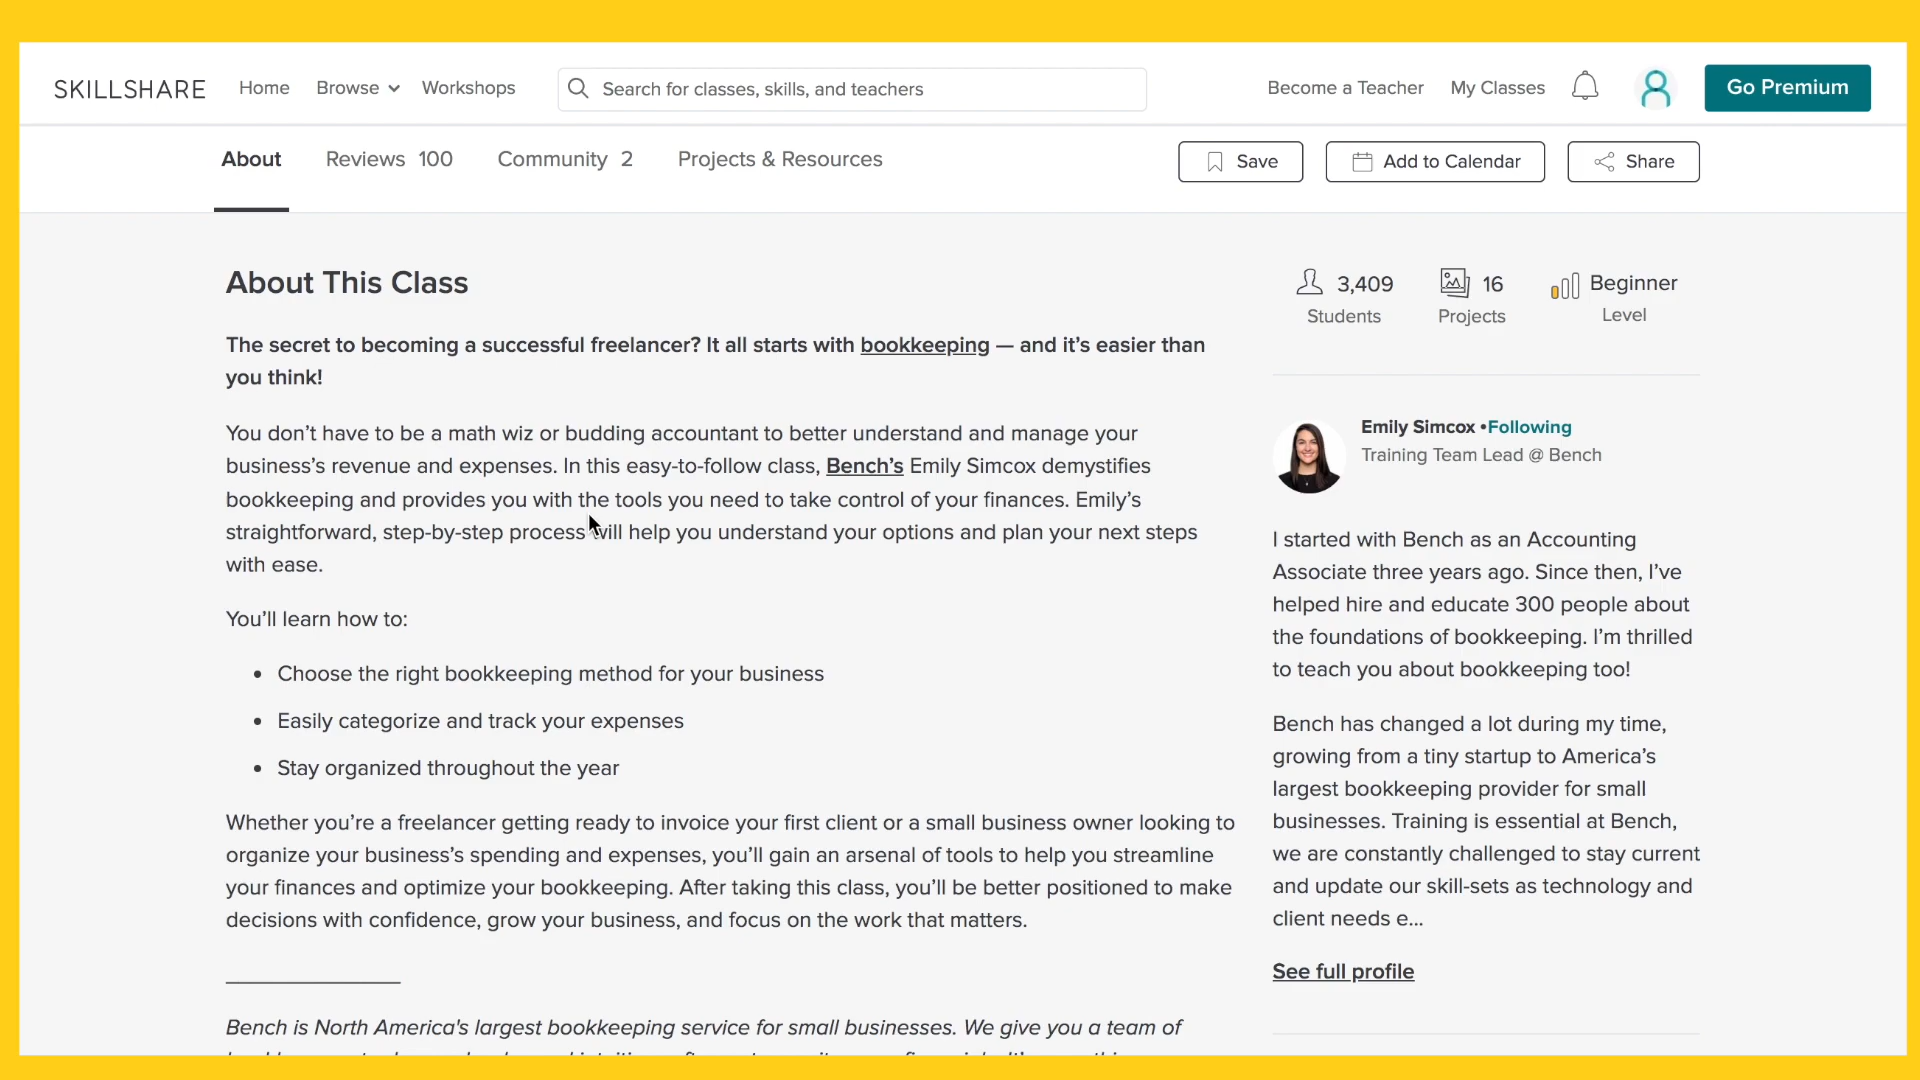 SKILLSHARE Home Browse Workshops Search for classes, skills, and teachers Become a Teacher My Classes Go Premium
About Reviews 100 Community 2 Projects & Resources Save Add to Calendar Share
About This Class
The secret to becoming a successful freelancer? It all starts with bookkeeping — and it’s easier than
you think!
You don’t have to be a math wiz or budding accountant to better understand and manage your
business’s revenue and expenses. In this easy-to-follow class, Bench’s Emily Simcox demystifies
bookkeeping and provides you with the tools you need to take control of your finances. Emily’s
straightforward, step-by-step process will help you understand your options and plan your next steps
with ease.
You’ll learn how to:
• Choose the right bookkeeping method for your business
• Easily categorize and track your expenses
• Stay organized throughout the year
Whether you’re a freelancer getting ready to invoice your first client or a small business owner looking to
organize your business’s spending and expenses, you’ll gain an arsenal of tools to help you streamline
your finances and optimize your bookkeeping. After taking this class, you’ll be better positioned to make
decisions with confidence, grow your business, and focus on the work that matters.
Bench is North America's largest bookkeeping service for small businesses. We give you a team of
3,409 16 Beginner
Students Projects Level
Emily Simcox •Following
Training Team Lead @ Bench
I started with Bench as an Accounting
Associate three years ago. Since then, I’ve
helped hire and educate 300 people about
the foundations of bookkeeping. I’m thrilled
to teach you about bookkeeping too!
Bench has changed a lot during my time,
growing from a tiny startup to America’s
largest bookkeeping provider for small
businesses. Training is essential at Bench,
we are constantly challenged to stay current
and update our skill-sets as technology and
client needs e...
See full profile